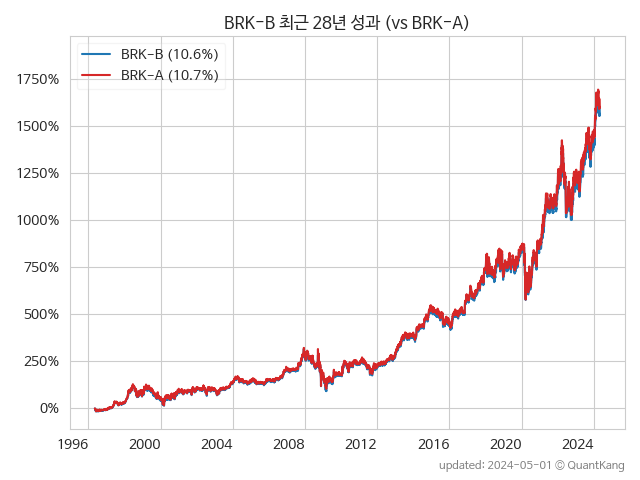 BRK-B 최근 28년 성과 (vs BRK-A)
BRK-B (10.6%)
BRK-A (10.7%)
1750%
1500%
1250%
1000%
750%
500%
250%
0%
1996 2000 2004 2008 2012 2016 2020 2024
updated: 2024-05-01 © QuantKang